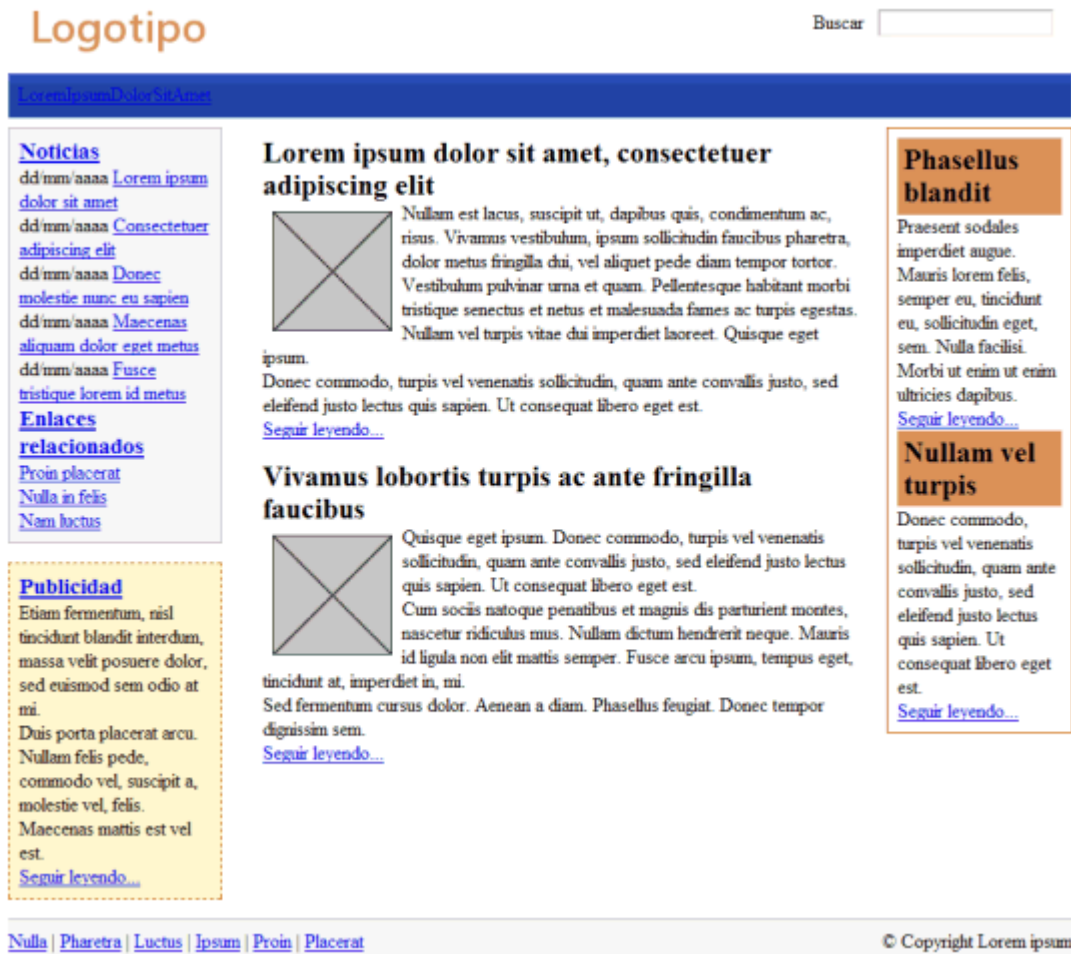 Logotipo
Buscar
LoremIpsumDolorSitAmet
Noticias
dd/mm/aaaa Lorem ipsum
dolor sit amet
dd/mm/aaaa Consectetuer
adipiscing elit
dd/mm/aaaa Donec
molestie nunc eu sapien
dd/mm/aaaa Maecenas
aliquam dolor eget metus
dd/mm/aaaa Fusce
tristique lorem id metus
Enlaces
relacionados
Proin placerat
Nulla in felis
Nam luctus
Publicidad
Etiam fermentum, nisl
tincidunt blandit interdum,
massa velit posuere dolor,
sed euismod sem odio at
mi.
Duis porta placerat arcu.
Nullam felis pede,
commodo vel, suscipit a,
molestie vel, felis.
Maecenas mattis est vel
est.
Seguir leyendo...
Lorem ipsum dolor sit amet, consectetuer
adipiscing elit
Nullam est lacus, suscipit ut, dapibus quis, condimentum ac,
risus. Vivamus vestibulum, ipsum sollicitudin faucibus pharetra,
dolor metus fringilla dui, vel aliquet pede diam tempor tortor.
Vestibulum pulvinar urna et quam. Pellentesque habitant morbi
tristique senectus et netus et malesuada fames ac turpis egestas.
Nullam vel turpis vitae dui imperdiet laoreet. Quisque eget
ipsum.
Donec commodo, turpis vel venenatis sollicitudin, quam ante convallis justo, sed
eleifend justo lectus quis sapien. Ut consequat libero eget est.
Seguir leyendo...
Vivamus lobortis turpis ac ante fringilla
faucibus
Quisque eget ipsum. Donec commodo, turpis vel venenatis
sollicitudin, quam ante convallis justo, sed eleifend justo lectus
quis sapien. Ut consequat libero eget est.
Cum sociis natoque penatibus et magnis dis parturient montes,
nascetur ridiculus mus. Nullam dictum hendrerit neque. Mauris
id ligula non elit mattis semper. Fusce arcu ipsum, tempus eget,
tincidunt at, imperdiet in, mi.
Sed fermentum cursus dolor. Aenean a diam. Phasellus feugiat. Donec tempor
dignissim sem.
Seguir leyendo...
Phasellus
blandit
Praesent sodales
imperdiet augue.
Mauris lorem felis,
semper eu, tincidunt
eu, sollicitudin eget,
sem. Nulla facilisi.
Morbi ut enim ut enim
ultricies dapibus.
Seguir leyendo...
Nullam vel
turpis
Donec commodo,
turpis vel venenatis
sollicitudin, quam ante
convallis justo, sed
eleifend justo lectus
quis sapien. Ut
consequat libero eget
est.
Seguir leyendo...
Nulla | Pharetra | Luctus | Ipsum | Proin | Placerat
© Copyright Lorem ipsum